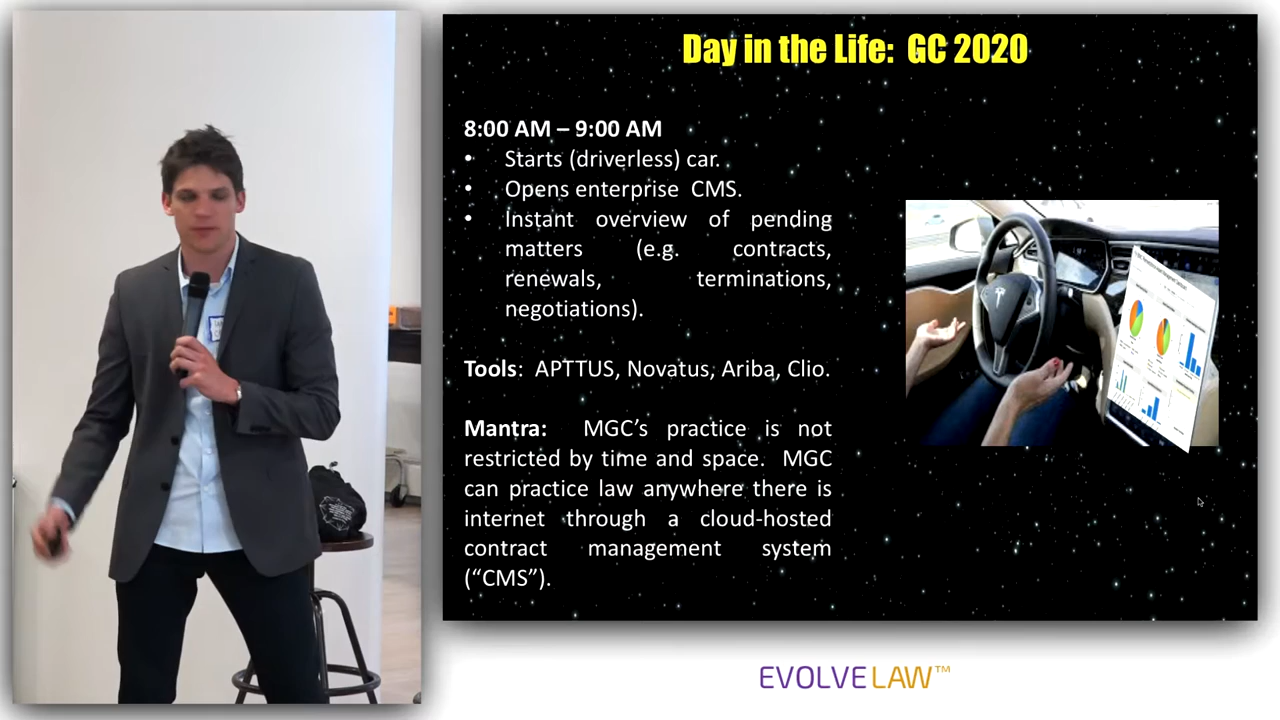 Day in the Life: GC 2020
8:00 AM – 9:00 AM
• Starts (driverless) car.
• Opens enterprise CMS.
• Instant overview of pending
matters (e.g. contracts,
renewals, terminations,
negotiations).
Tools: APTTUS, Novatus, Ariba, Clio.
Mantra: MGC’s practice is not
restricted by time and space. MGC
can practice law anywhere there is
internet through a cloud-hosted
contract management system
(“CMS”).
EVOLVE LAW™